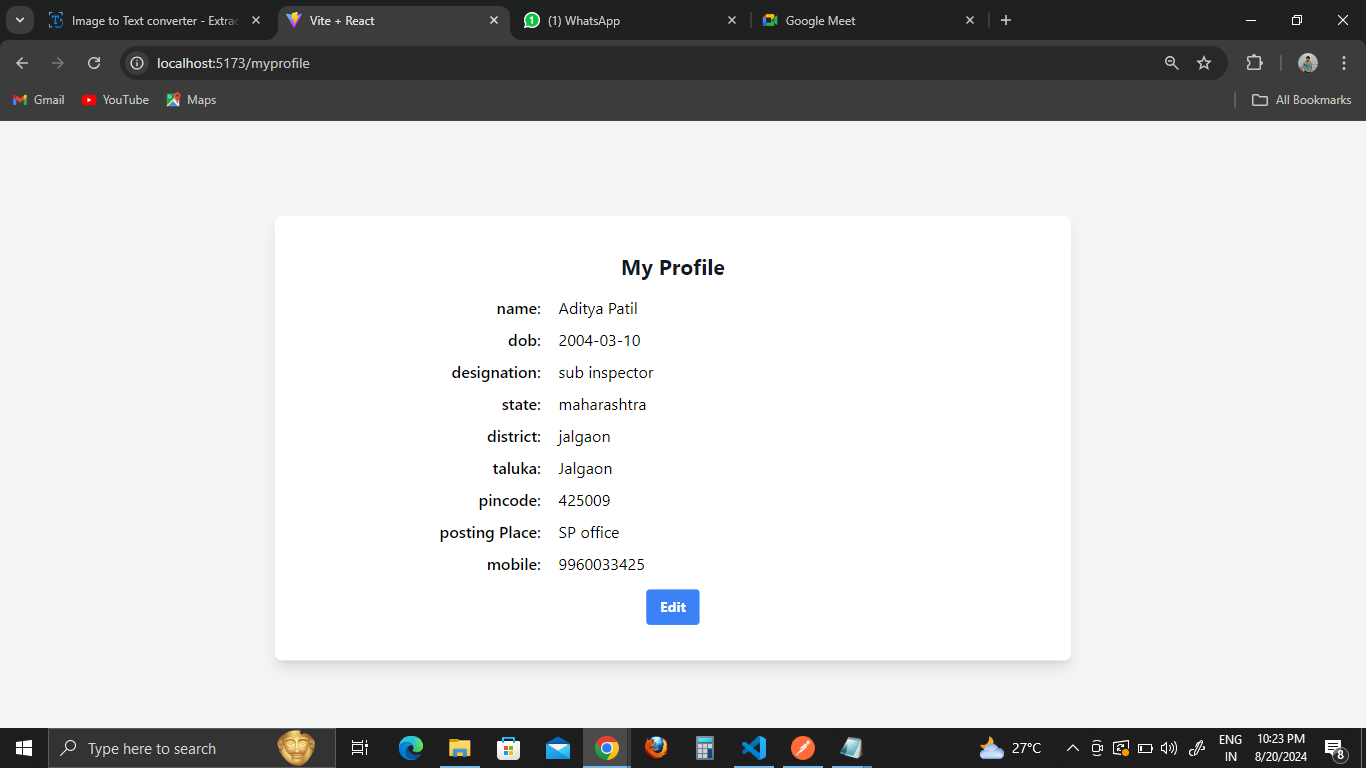 Image to Text converter - Extrac
Vite + React
(1) WhatsApp
Google Meet
localhost:5173/myprofile
Gmail
YouTube
Maps
All Bookmarks
My Profile
name: Aditya Patil
dob: 2004-03-10
designation: sub inspector
state: maharashtra
district: jalgaon
taluka: Jalgaon
pincode: 425009
posting Place: SP office
mobile: 9960033425
Edit
Type here to search
27°C
ENG
IN
10:23 PM
8/20/2024
8